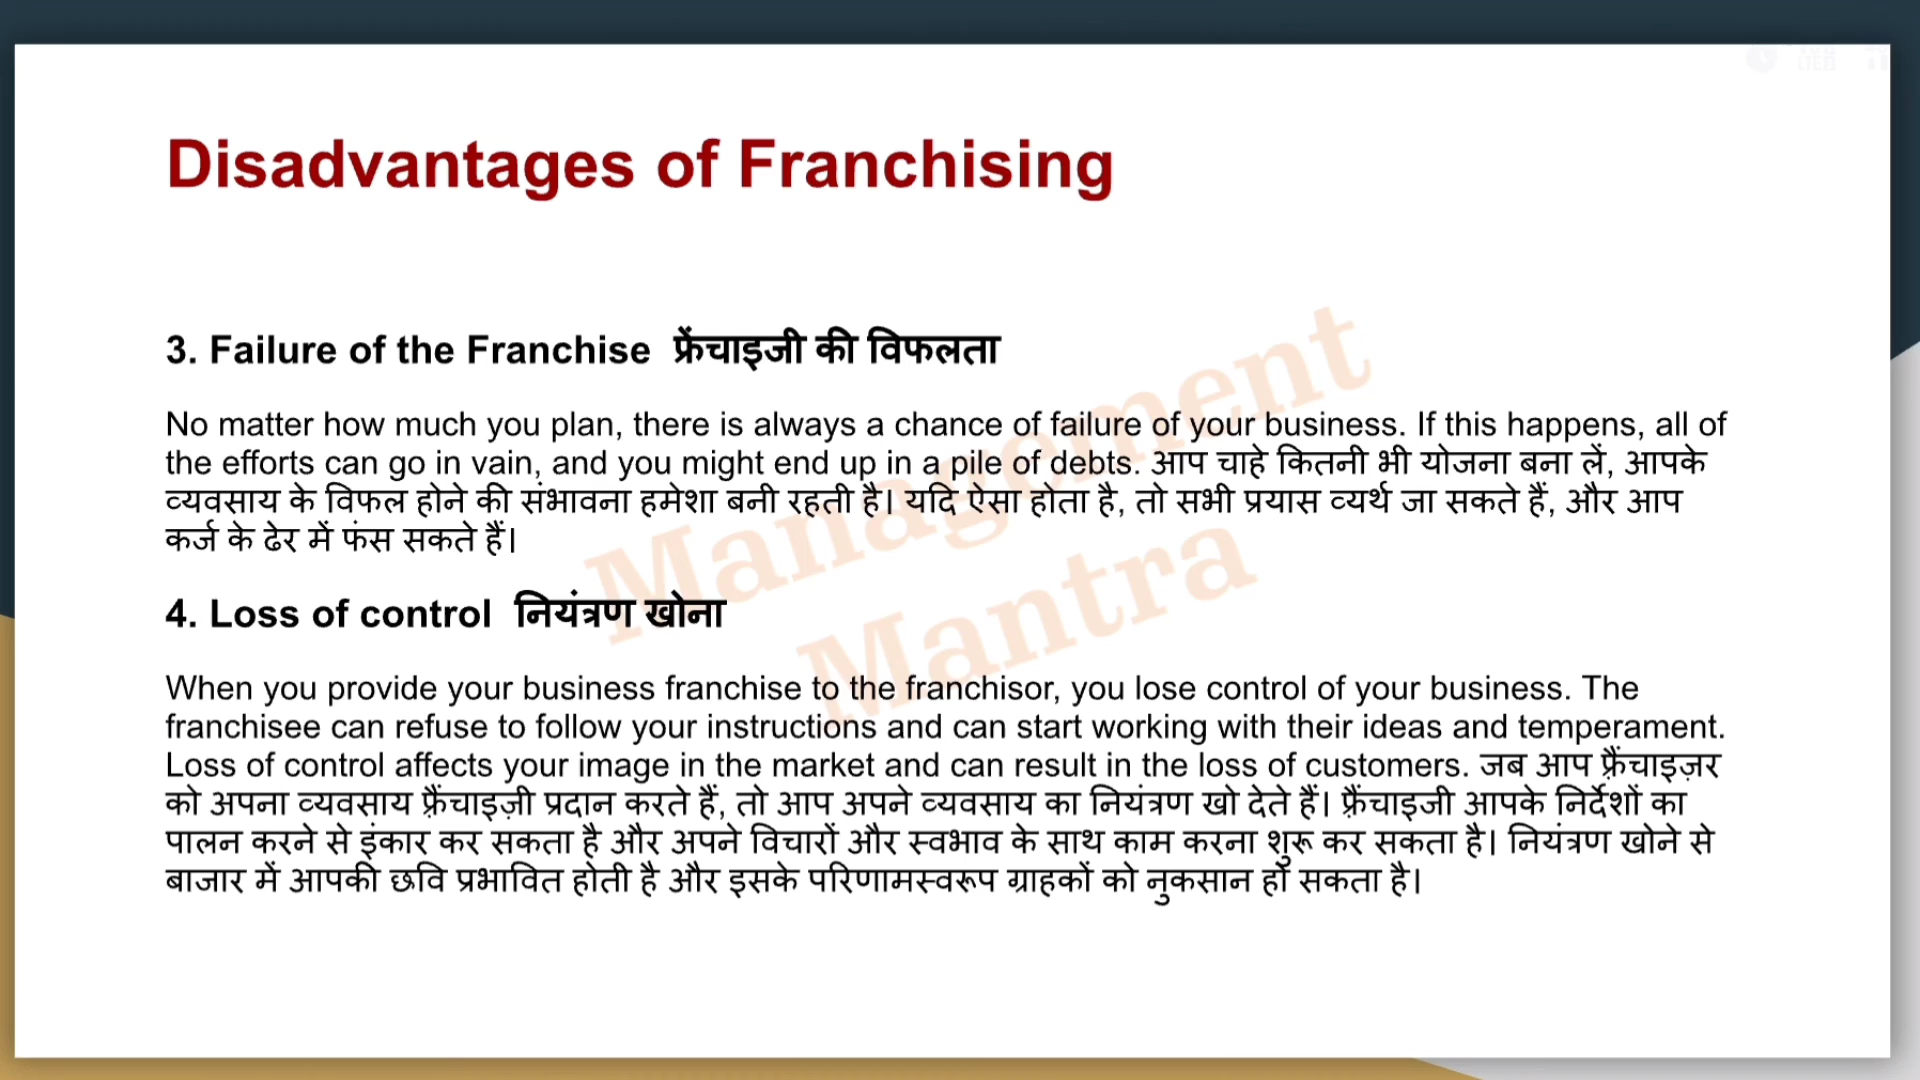 Disadvantages of Franchising
3. Failure of the Franchise फ्रेंचाइजी की विफलता
No matter how much you plan, there is always a chance of failure of your business. If this happens, all of
the efforts can go in vain, and you might end up in a pile of debts. आप चाहे कितनी भी योजना बना लें, आपके
व्यवसाय के विफल होने की संभावना हमेशा बनी रहती है। यदि ऐसा होता है, तो सभी प्रयास व्यर्थ जा सकते हैं, और आप
कर्ज के ढेर में फंस सकते हैं।
4. Loss of control नियंत्रण खोना
When you provide your business franchise to the franchisor, you lose control of your business. The
franchisee can refuse to follow your instructions and can start working with their ideas and temperament.
Loss of control affects your image in the market and can result in the loss of customers. जब आप फ़्रैंचाइज़र
को अपना व्यवसाय फ़्रैंचाइज़ी प्रदान करते हैं, तो आप अपने व्यवसाय का नियंत्रण खो देते हैं। फ़्रैंचाइजी आपके निर्देशों का
पालन करने से इंकार कर सकता है और अपने विचारों और स्वभाव के साथ काम करना शुरू कर सकता है। नियंत्रण खोने से
बाजार में आपकी छवि प्रभावित होती है और इसके परिणामस्वरूप ग्राहकों को नुकसान हो सकता है।
Management
Mantra